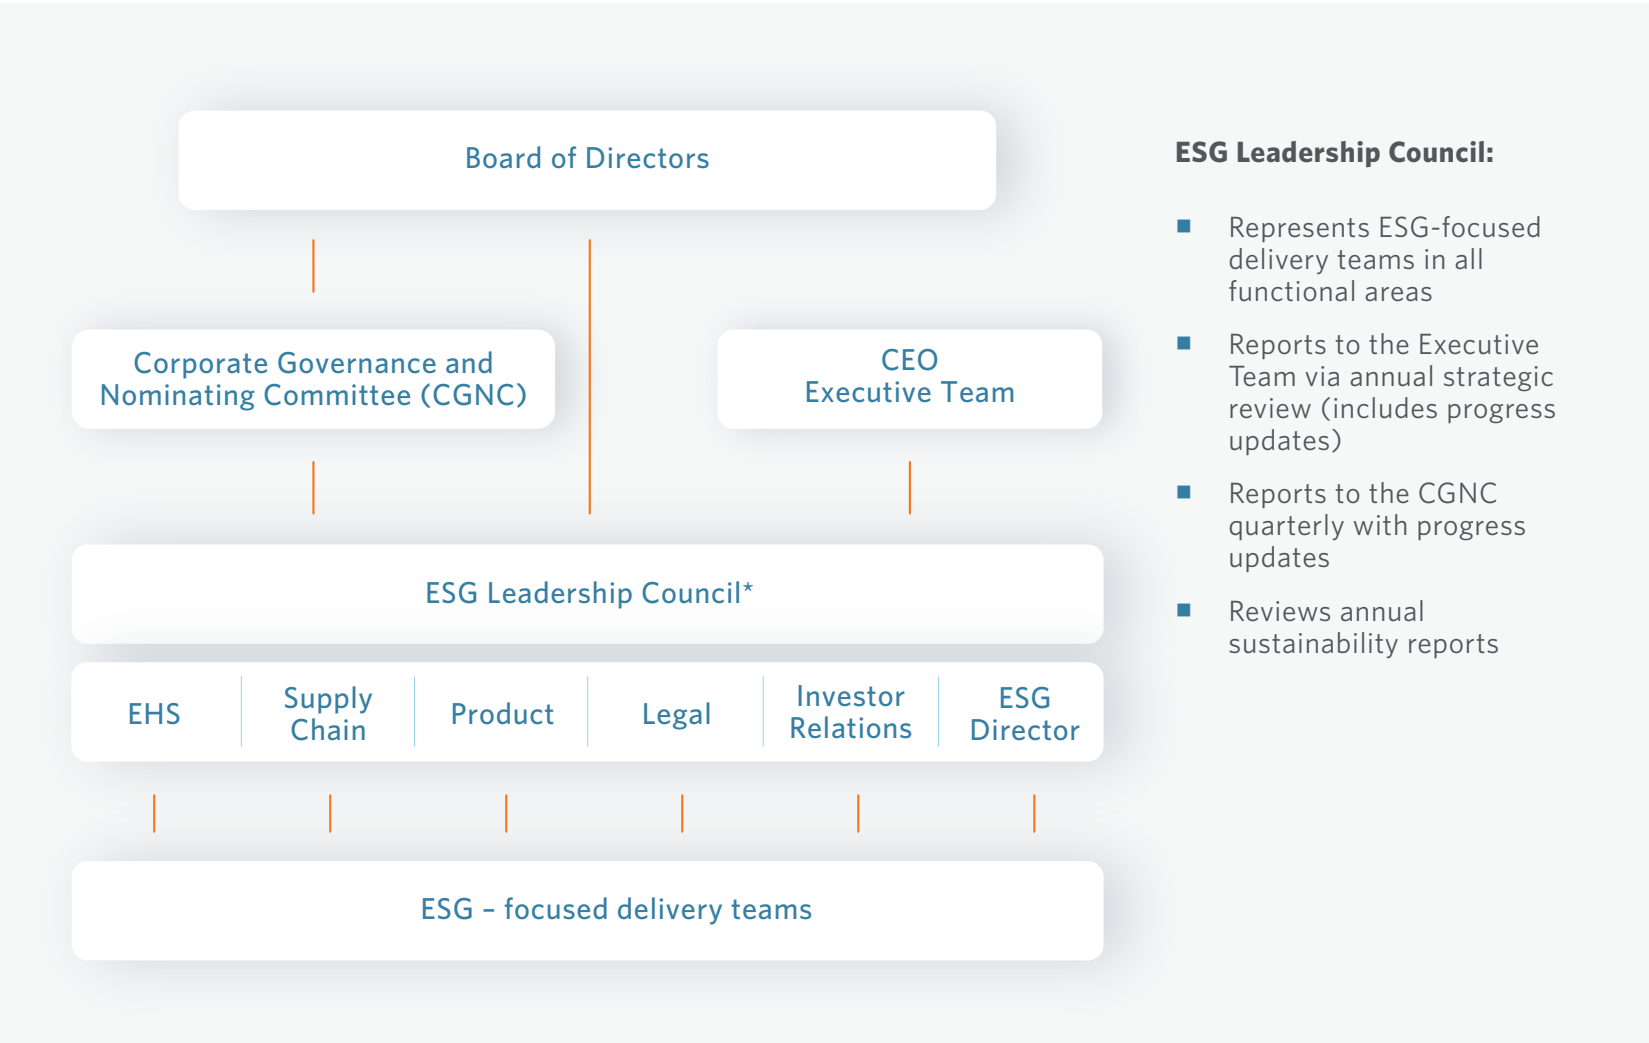 Board of Directors
Corporate Governance and
Nominating Committee (CGNC)
CEO
Executive Team
ESG Leadership Council*
EHS
Supply
Chain
Product
Legal
Investor
Relations
ESG
Director
ESG – focused delivery teams
ESG Leadership Council:
■ Represents ESG-focused
delivery teams in all
functional areas
■ Reports to the Executive
Team via annual strategic
review (includes progress
updates)
■ Reports to the CGNC
quarterly with progress
updates
■ Reviews annual
sustainability reports